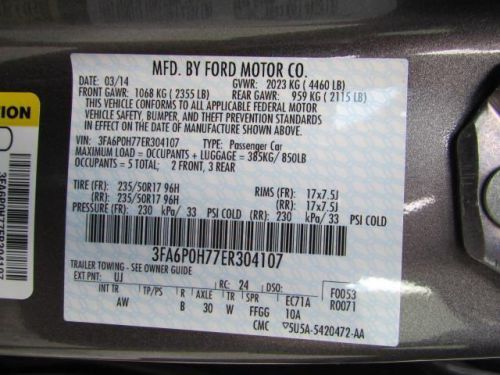 MFD. BY FORD MOTOR CO.
DATE: 03/14 GVWR: 2023 KG ( 4460 LB)
FRONT GAWR: 1068 KG ( 2355 LB) REAR GAWR: 959 KG ( 2115 LB)
THIS VEHICLE CONFORMS TO ALL APPLICABLE FEDERAL MOTOR
VEHICLE SAFETY, BUMPER, AND THEFT PREVENTION STANDARDS
IN EFFECT ON THE DATE OF MANUFACTURE SHOWN ABOVE.
VIN: 3FA6P0H77ER304107 TYPE: Passenger Car
MAXIMUM LOAD = OCCUPANTS + LUGGAGE = 385KG/ 850LB
OCCUPANTS = 5 TOTAL; 2 FRONT, 3 REAR
TIRE (FR): 235/50R17 96H RIMS (FR): 17x7.5J
(RR): 235/50R17 96H (RR): 17x7.5J
PRESSURE (FR): 230 kPa/ 33 PSI COLD (RR): 230 kPa/ 33 PSI COLD
3FA6P0H77ER304107
TRAILER TOWING - SEE OWNER GUIDE
EXT PNT: UJ RC: 24 DSO: F0053
INT TR TP/PS R AXLE TR SPR EC71A R0071
AW B 30 W FFGG 10A
CMC 5U5A-5420472-AA
3FA6P0H77ER304107